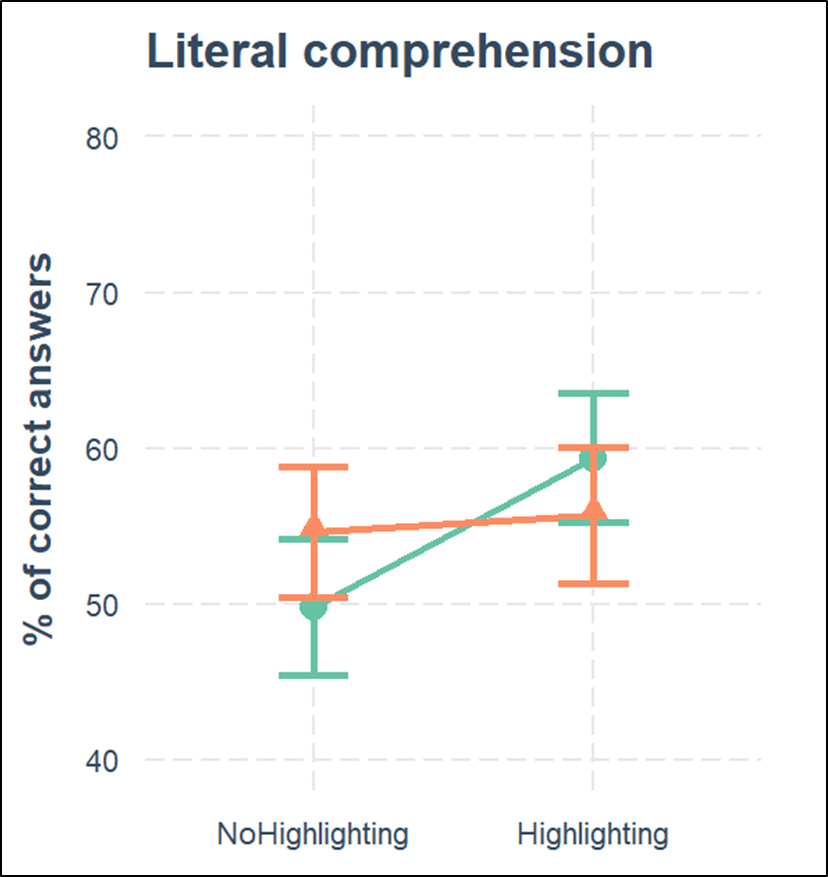 Literal comprehension
% of correct answers
80
70
60
50
40
NoHighlighting
Highlighting